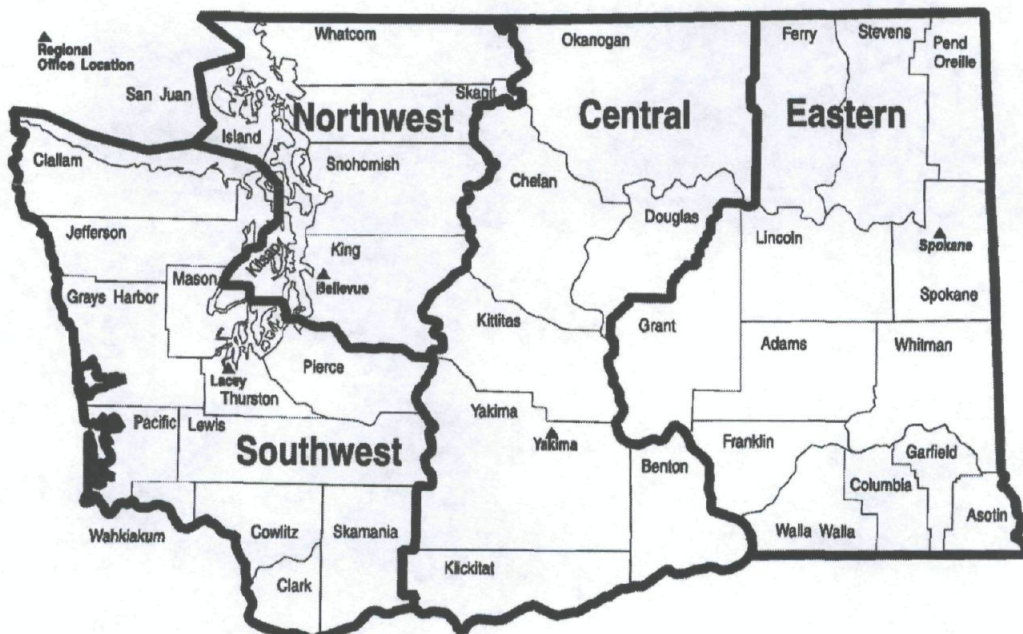 Regional
Office Location
Whatcom
Okanogan
Ferry
Stevens
Pend
Oreille
San Juan
Skagit
Island
Northwest
Central
Eastern
Clallam
Snohomish
Chelan
Douglas
Jefferson
Lincoln
Spokane
Kitsap
King
Mason
Bellevue
Grays Harbor
Spokane
Kittitas
Grant
Adams
Whitman
Pierce
Lacey
Thurston
Pacific
Lewis
Yakima
Yakima
Franklin
Garfield
Southwest
Benton
Columbia
Asotin
Wahkiakum
Cowlitz
Skamania
Walla Walla
Klickitat
Clark